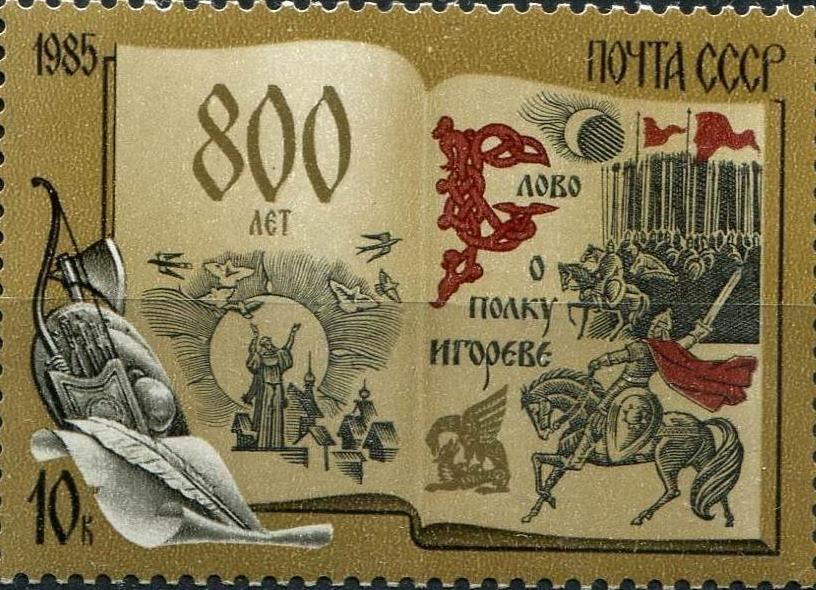 1985
ПОЧТА СССР
800
ЛЕТ
СЛОВО
О
ПОЛКУ
ИГОРЕВЕ
10к